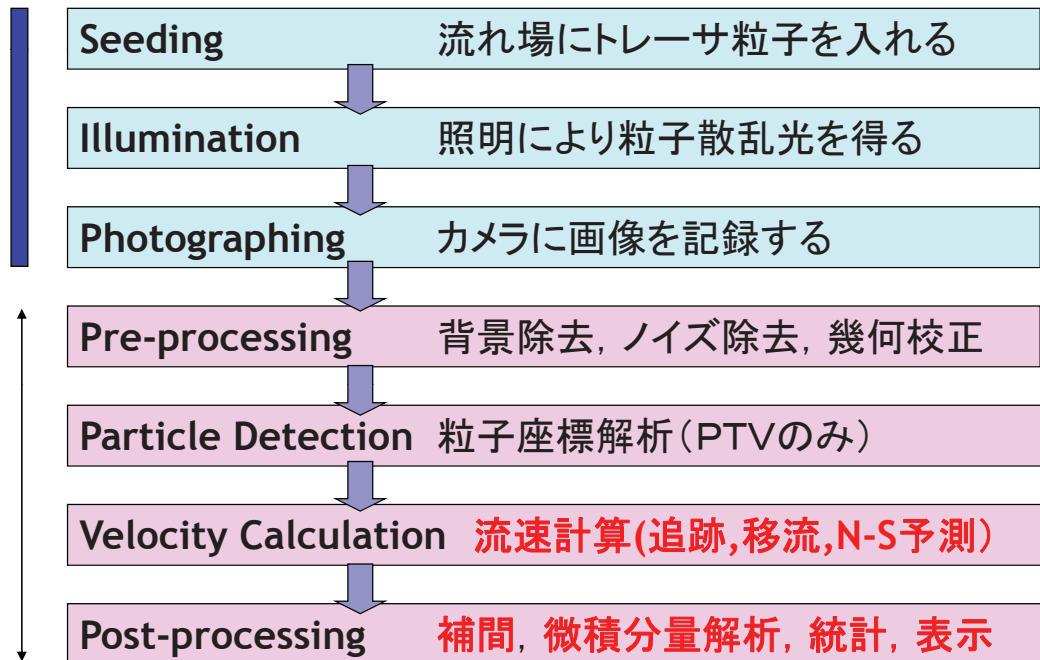 Seeding 流れ場にトレーサ粒子を入れる
Illumination 照明により粒子散乱光を得る
Photographing カメラに画像を記録する
Pre-processing 背景除去, ノイズ除去, 幾何校正
Particle Detection 粒子座標解析(PTVのみ)
Velocity Calculation 流速計算(追跡,移流,N-S予測)
Post-processing 補間, 微積分量解析, 統計, 表示